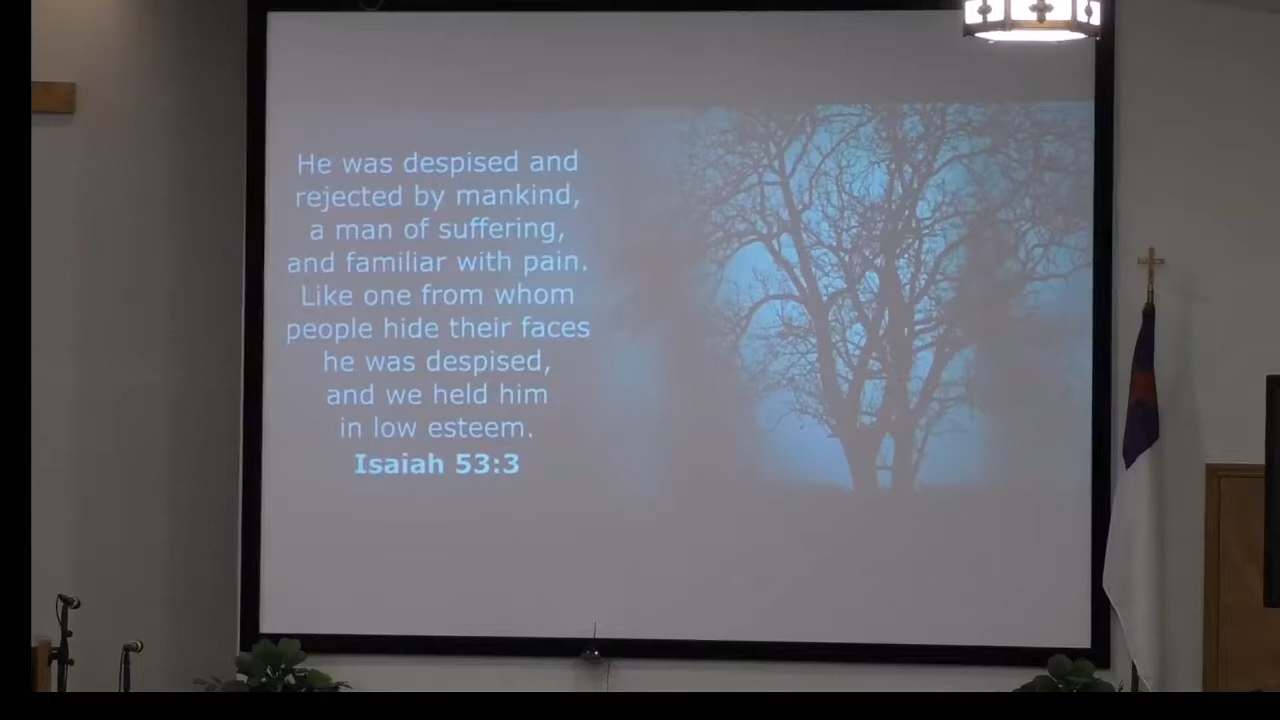 He was despised and
rejected by mankind,
a man of suffering,
and familiar with pain.
Like one from whom
people hide their faces
he was despised,
and we held him
in low esteem.
Isaiah 53:3